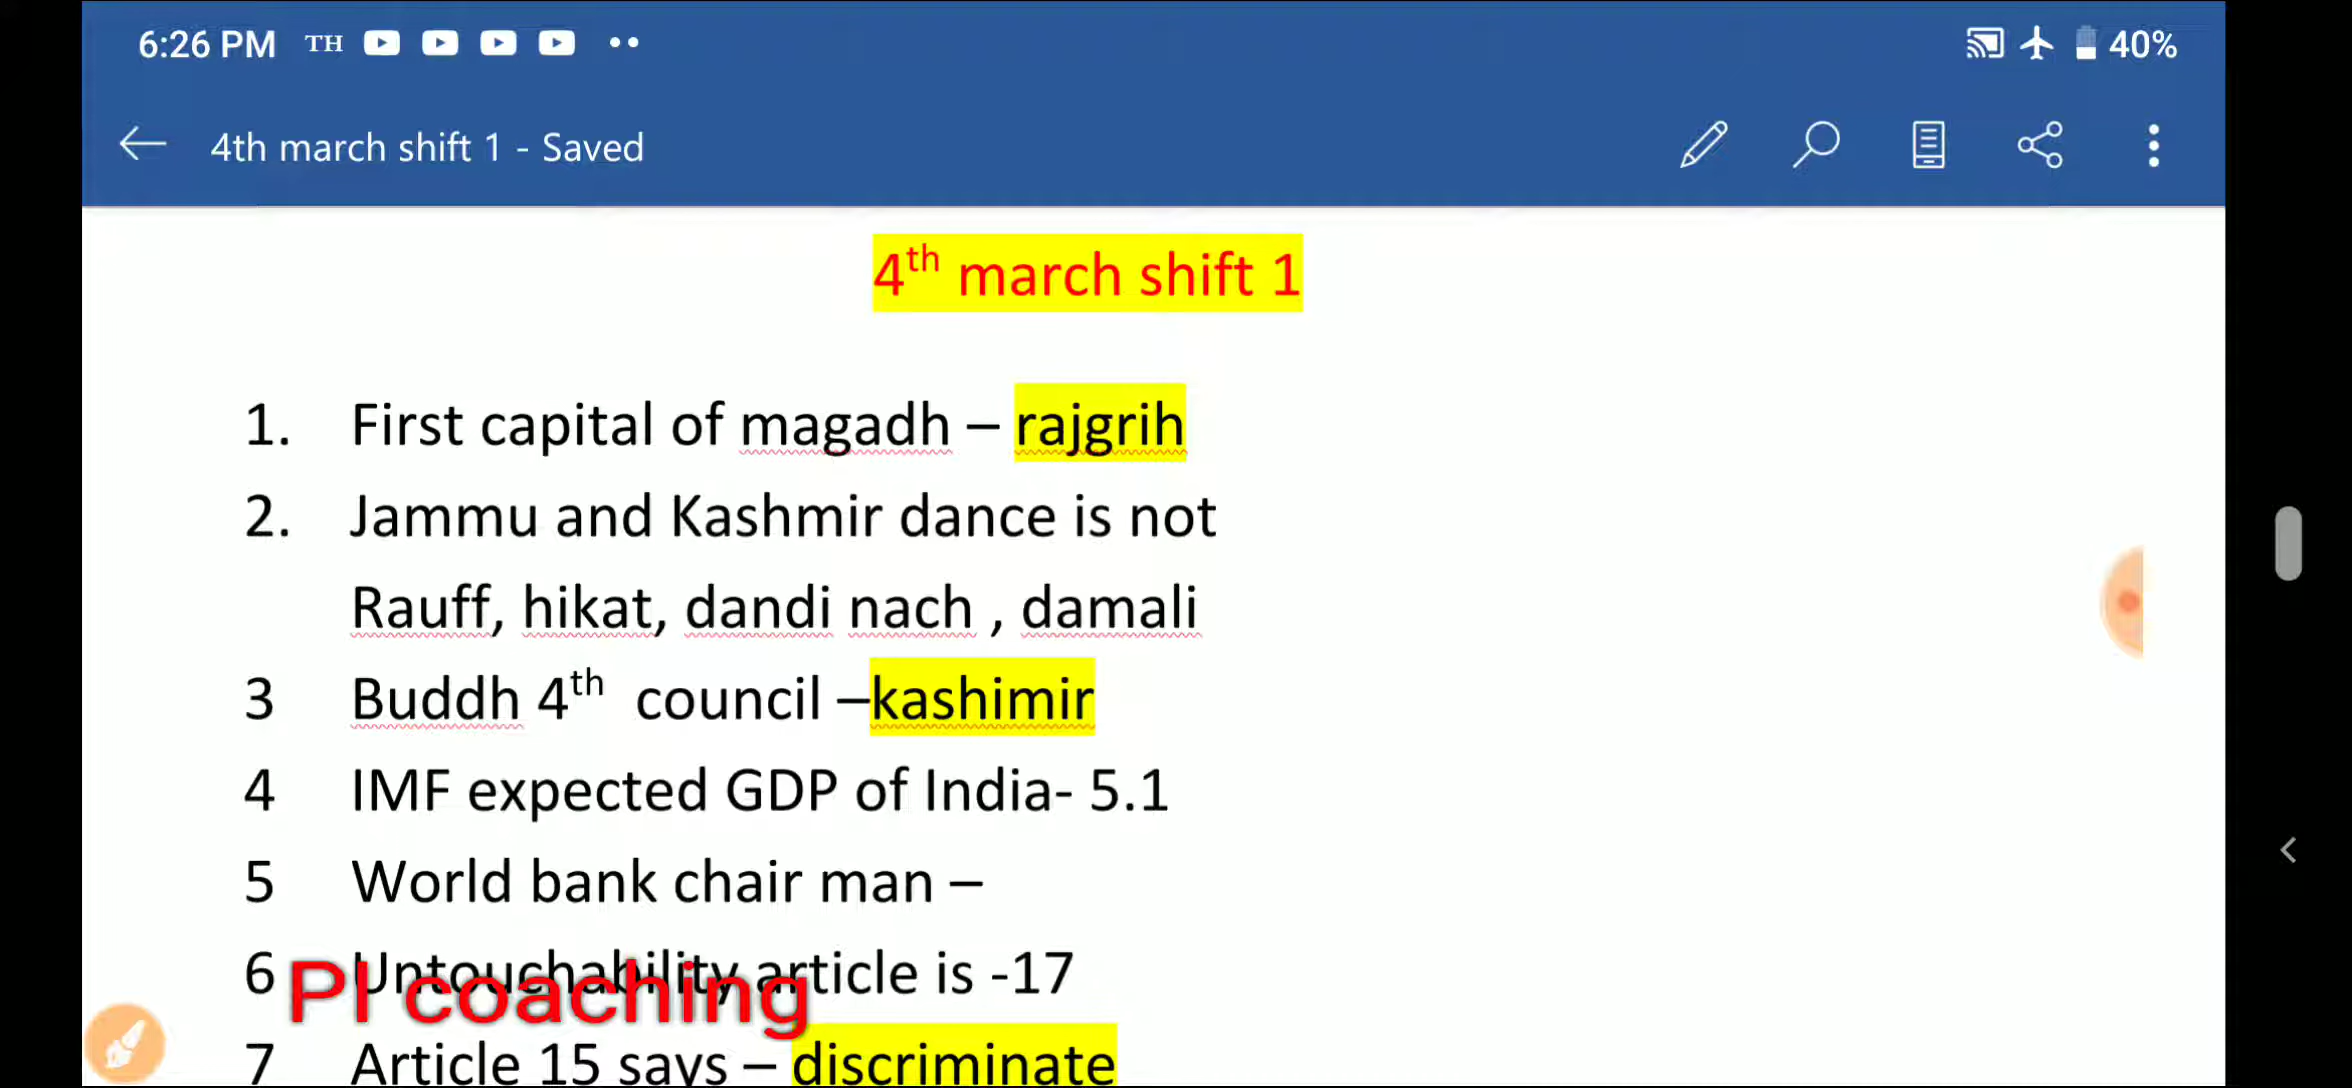 6:26 PM TH 40%
4th march shift 1 - Saved
4th march shift 1
1. First capital of magadh – rajgrih
2. Jammu and Kashmir dance is not
Rauff, hikat, dandi nach , damali
3 Buddh 4th council –kashimir
4 IMF expected GDP of India- 5.1
5 World bank chair man –
6 Untouchability article is -17
PI coaching
7 Article 15 says – discriminate